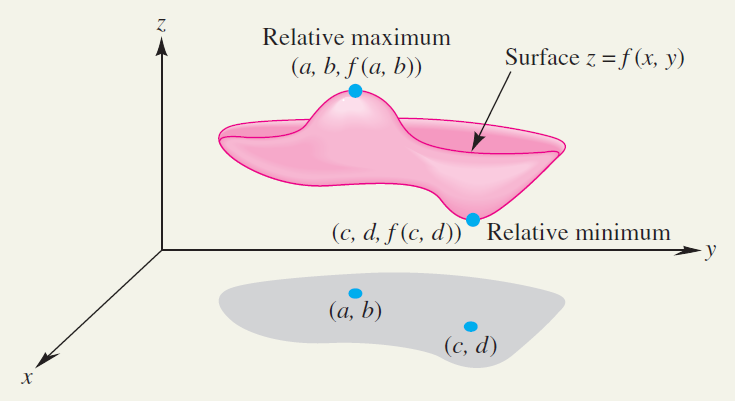 z
Relative maximum
(a, b, f (a, b))
Surface z = f (x, y)
(c, d, f (c, d))
Relative minimum
y
(a, b)
(c, d)
x